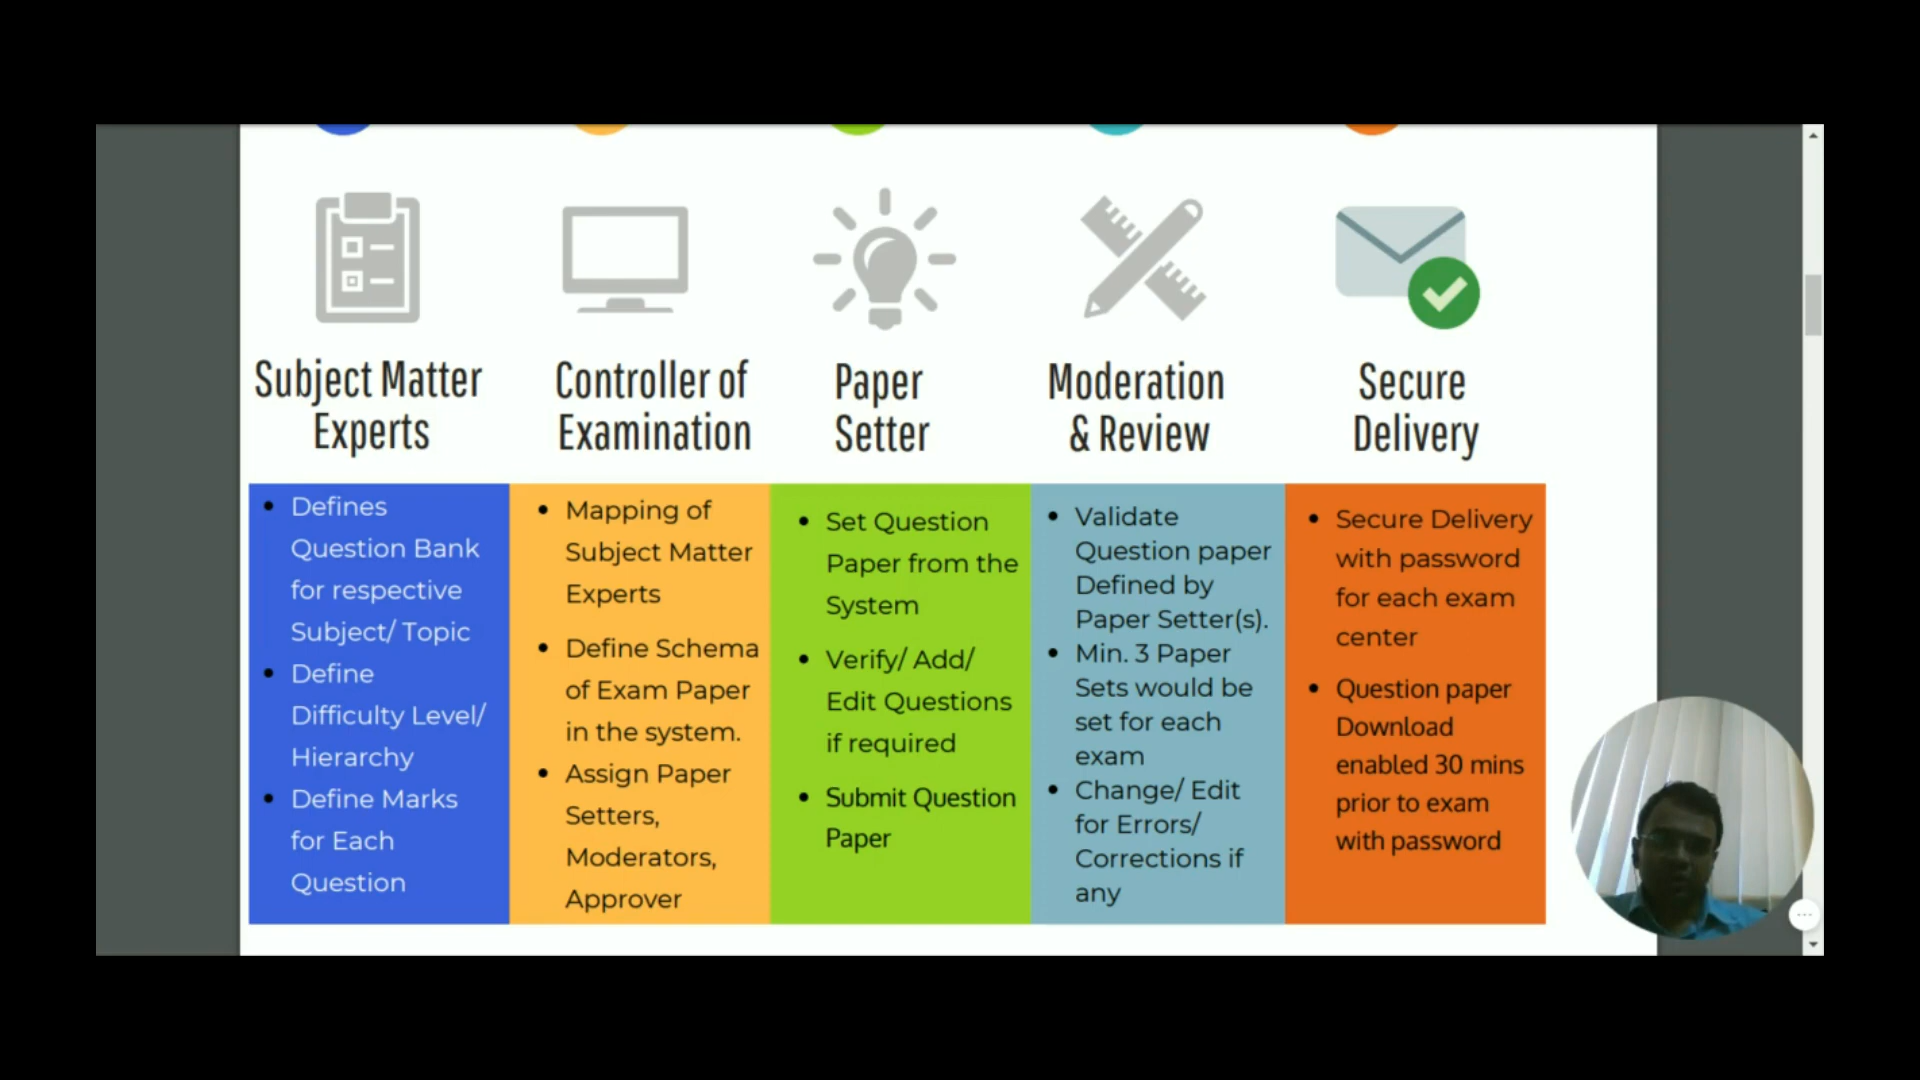 Subject Matter
Experts
Controller of
Examination
Paper
Setter
Moderation
& Review
Secure
Delivery
• Defines
Question Bank
for respective
Subject/ Topic
• Define
Difficulty Level/
Hierarchy
• Define Marks
for Each
Question
• Mapping of
Subject Matter
Experts
• Define Schema
of Exam Paper
in the system.
• Assign Paper
Setters,
Moderators,
Approver
• Set Question
Paper from the
System
• Verify/ Add/
Edit Questions
if required
• Submit Question
Paper
• Validate
Question paper
Defined by
Paper Setter(s).
• Min. 3 Paper
Sets would be
set for each
exam
• Change/ Edit
for Errors/
Corrections if
any
• Secure Delivery
with password
for each exam
center
• Question paper
Download
enabled 30 mins
prior to exam
with password